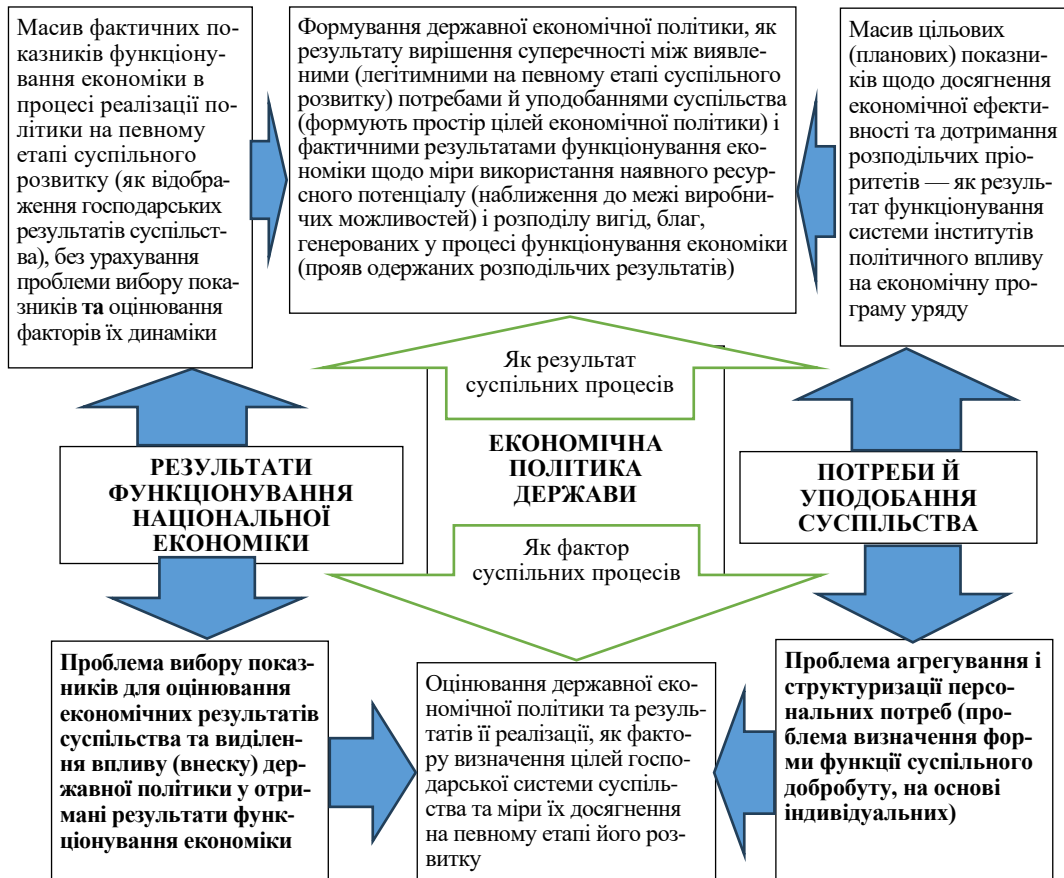 Масив фактичних по-
казників функціону-
вання економіки в
процесі реалізації по-
літики на певному
етапі суспільного
розвитку (як відобра-
ження господарських
результатів суспільст-
ва), без урахування
проблеми вибору пока-
зників та оцінювання
факторів їх динаміки
Формування державної економічної політики, як
результату вирішення суперечності між виявле-
ними (легітимними на певному етапі суспільного
розвитку) потребами й уподобаннями суспільства
(формують простір цілей економічної політики) і
фактичними результатами функціонування еко-
номіки щодо міри використання наявного ресур-
сного потенціалу (наближення до межі виробни-
чих можливостей) і розподілу вигід, благ,
генерованих у процесі функціонування економіки
(прояв одержаних розподільчих результатів)
Масив цільових
(планових) показни-
ків щодо досягнення
економічної ефекти-
вності та дотримання
розподільчих пріо-
ритетів — як резуль-
тат функціонування
системи інститутів
політичного впливу
на економічну про-
граму уряду
Як результат
суспільних процесів
РЕЗУЛЬТАТИ
ФУНКЦІОНУВАННЯ
НАЦІОНАЛЬНОЇ
ЕКОНОМІКИ
ЕКОНОМІЧНА
ПОЛІТИКА
ДЕРЖАВИ
ПОТРЕБИ Й
УПОДОБАННЯ
СУСПІЛЬСТВА
Як фактор
суспільних процесів
Проблема вибору показ-
ників для оцінювання
економічних результатів
суспільства та виділен-
ня впливу (внеску) дер-
жавної політики у отри-
мані результати функ-
ціонування економіки
Оцінювання державної еко-
номічної політики та резуль-
татів її реалізації, як факто-
ру визначення цілей госпо-
дарської системи суспіль-
ства та міри їх досягнення
на певному етапі його роз-
витку
Проблема агрегування і
структуризації персо-
нальних потреб (про-
блема визначення фор-
ми функції суспільного
добробуту, на основі
індивідуальних)